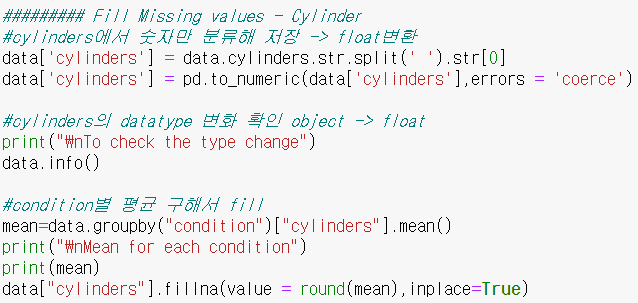 ######### Fill Missing values - Cylinder
#cylinders에서 숫자만 분류해 저장 -> float변환
data['cylinders'] = data.cylinders.str.split(' ').str[0]
data['cylinders'] = pd.to_numeric(data['cylinders'],errors = 'coerce')
#cylinders의 datatype 변화 확인 object -> float
print("₩nTo check the type change")
data.info()
#condition별 평균 구해서 fill
mean=data.groupby("condition")["cylinders"].mean()
print("₩nMean for each condition")
print(mean)
data["cylinders"].fillna(value = round(mean),inplace=True)